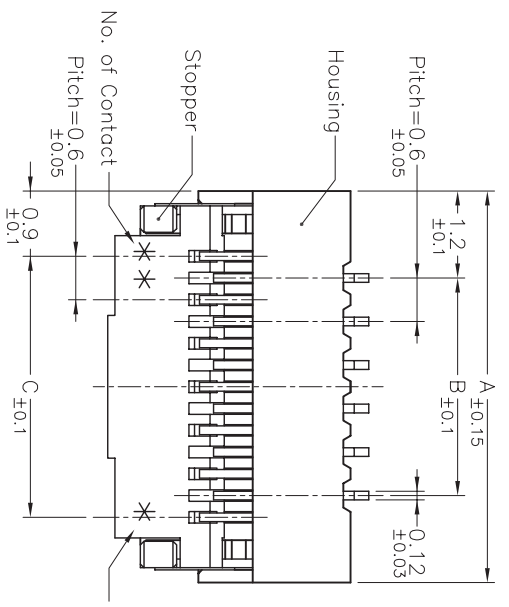 A ±0.15
1.2 ±0.1
B ±0.1
Pitch=0.6 ±0.05
0.12 ±0.03
Housing
Stopper
No. of Contact
Pitch=0.6 ±0.05
0.9 ±0.1
C ±0.1